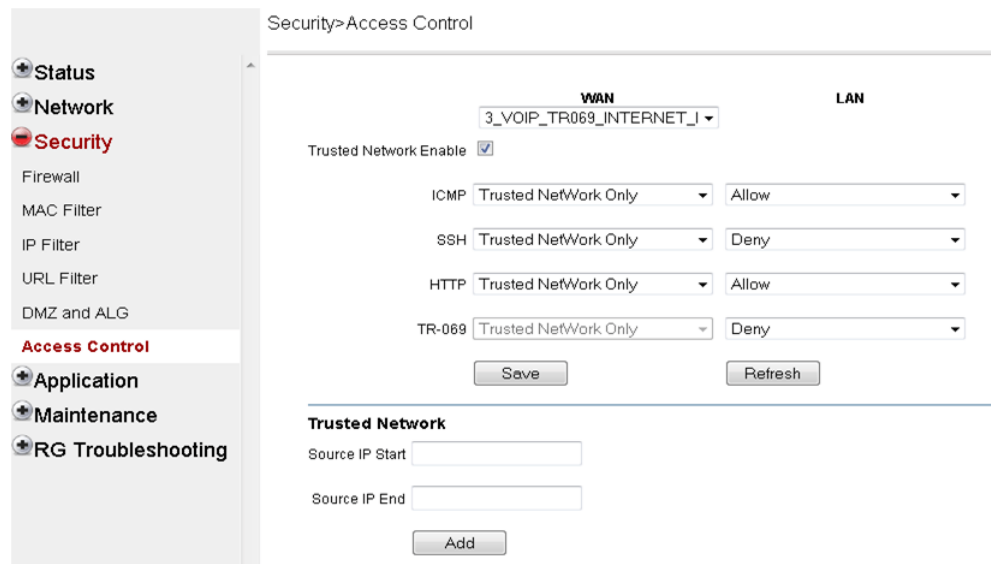 Security>Access Control
Status
Network
Security
Firewall
MAC Filter
IP Filter
URL Filter
DMZ and ALG
Access Control
Application
Maintenance
RG Troubleshooting
WAN LAN
3_VOIP_TR069_INTERNET_I
Trusted Network Enable
ICMP Trusted NetWork Only Allow
SSH Trusted NetWork Only Deny
HTTP Trusted NetWork Only Allow
TR-069 Trusted NetWork Only Deny
Save Refresh
Trusted Network
Source IP Start
Source IP End
Add